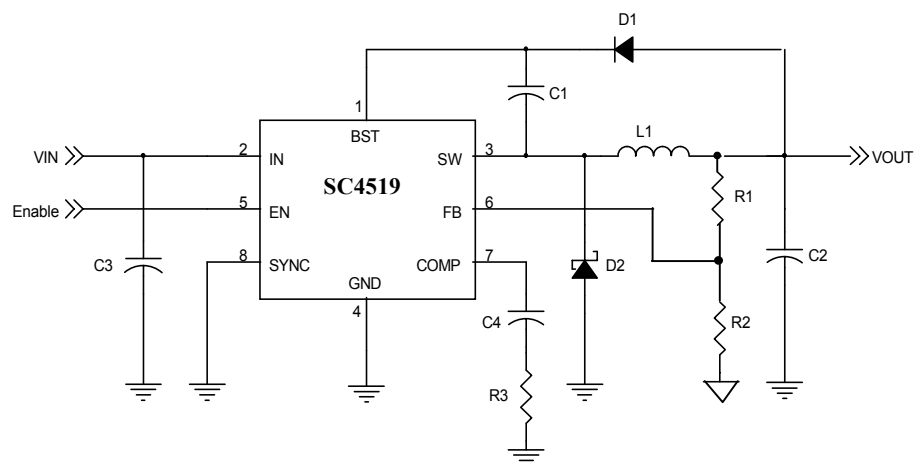 D1
C1
1
BST
L1
VIN
2
IN
SW
3
VOUT
SC4519
R1
Enable
5
EN
FB
6
C3
8
SYNC
COMP
7
D2
C2
GND
4
C4
R2
R3